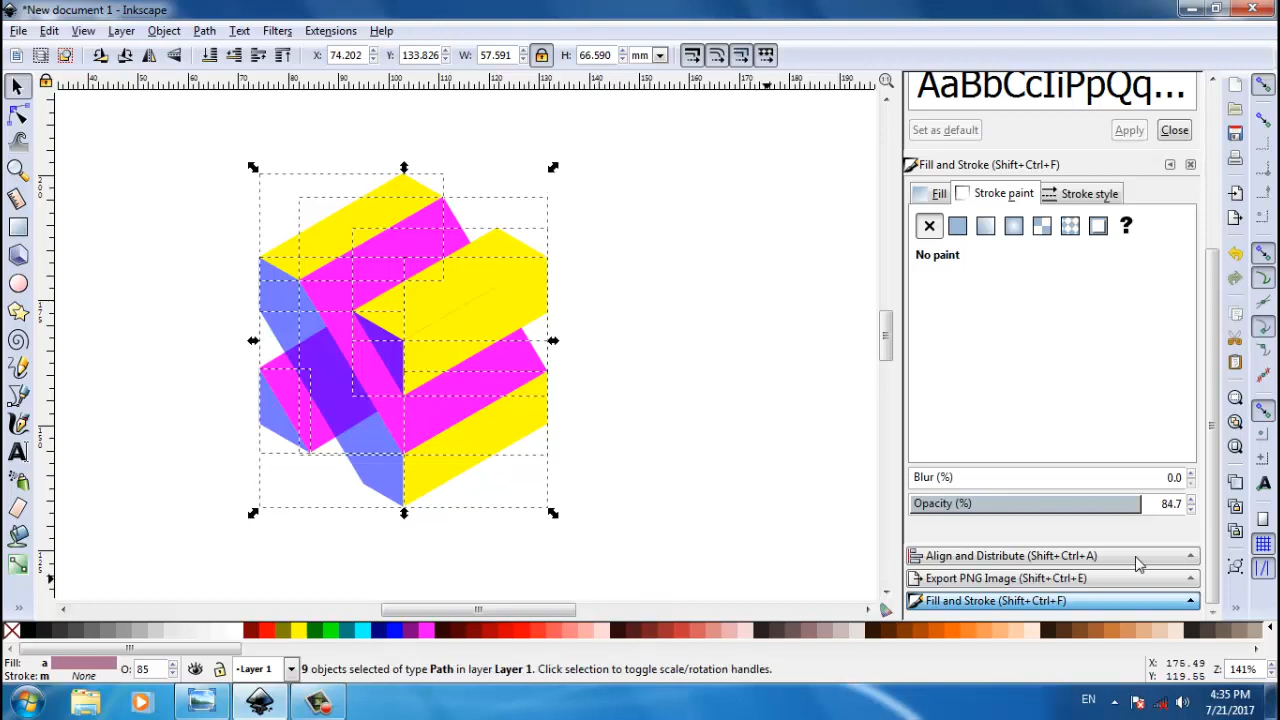 *New document 1 - Inkscape
File Edit View Layer Object Path Text Filters Extensions Help
X: 74.202 Y: 133.826 W: 57.591 H: 66.590 mm
AaBbCcIiPpQq...
Set as default Apply Close
Fill and Stroke (Shift+Ctrl+F)
Fill Stroke paint Stroke style
?
No paint
Blur (%) 0.0
Opacity (%) 84.7
Align and Distribute (Shift+Ctrl+A)
Export PNG Image (Shift+Ctrl+E)
Fill and Stroke (Shift+Ctrl+F)
Fill: a O: 85 Layer 1 9 objects selected of type Path in layer Layer 1. Click selection to toggle scale/rotation handles. X: 175.49 Z: 141%
Stroke: m None Y: 119.55
EN 4:35 PM
7/21/2017